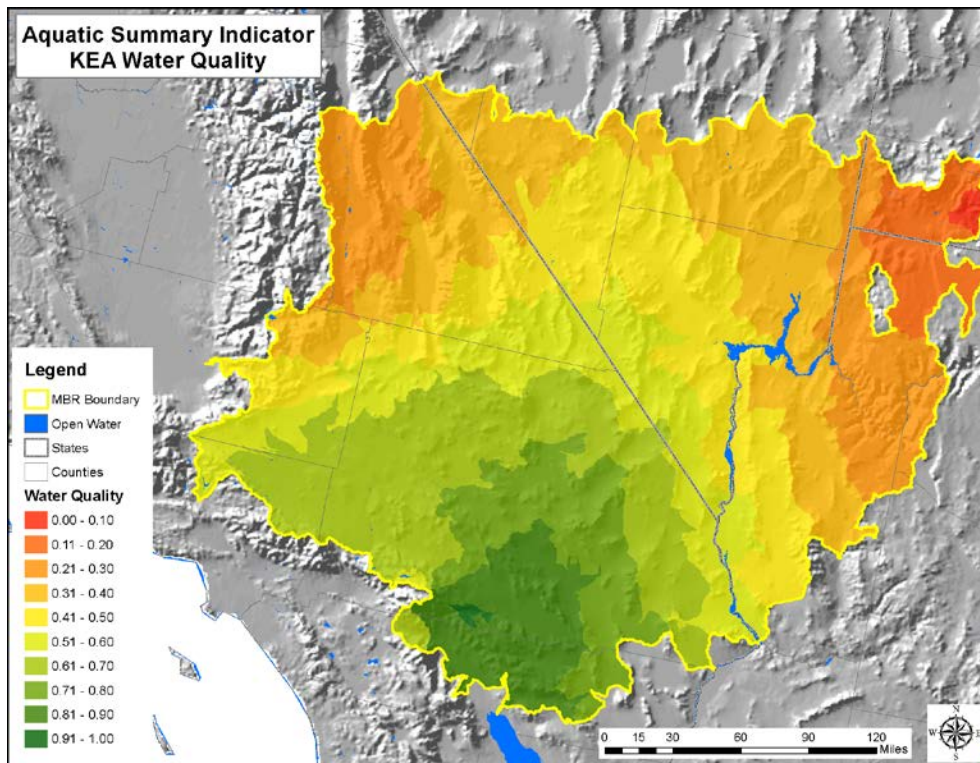 Aquatic Summary Indicator
KEA Water Quality
Legend
MBR Boundary
Open Water
States
Counties
Water Quality
0.00 - 0.10
0.11 - 0.20
0.21 - 0.30
0.31 - 0.40
0.41 - 0.50
0.51 - 0.60
0.61 - 0.70
0.71 - 0.80
0.81 - 0.90
0.91 - 1.00
0 15 30 60 90 120
Miles
N
W E
S